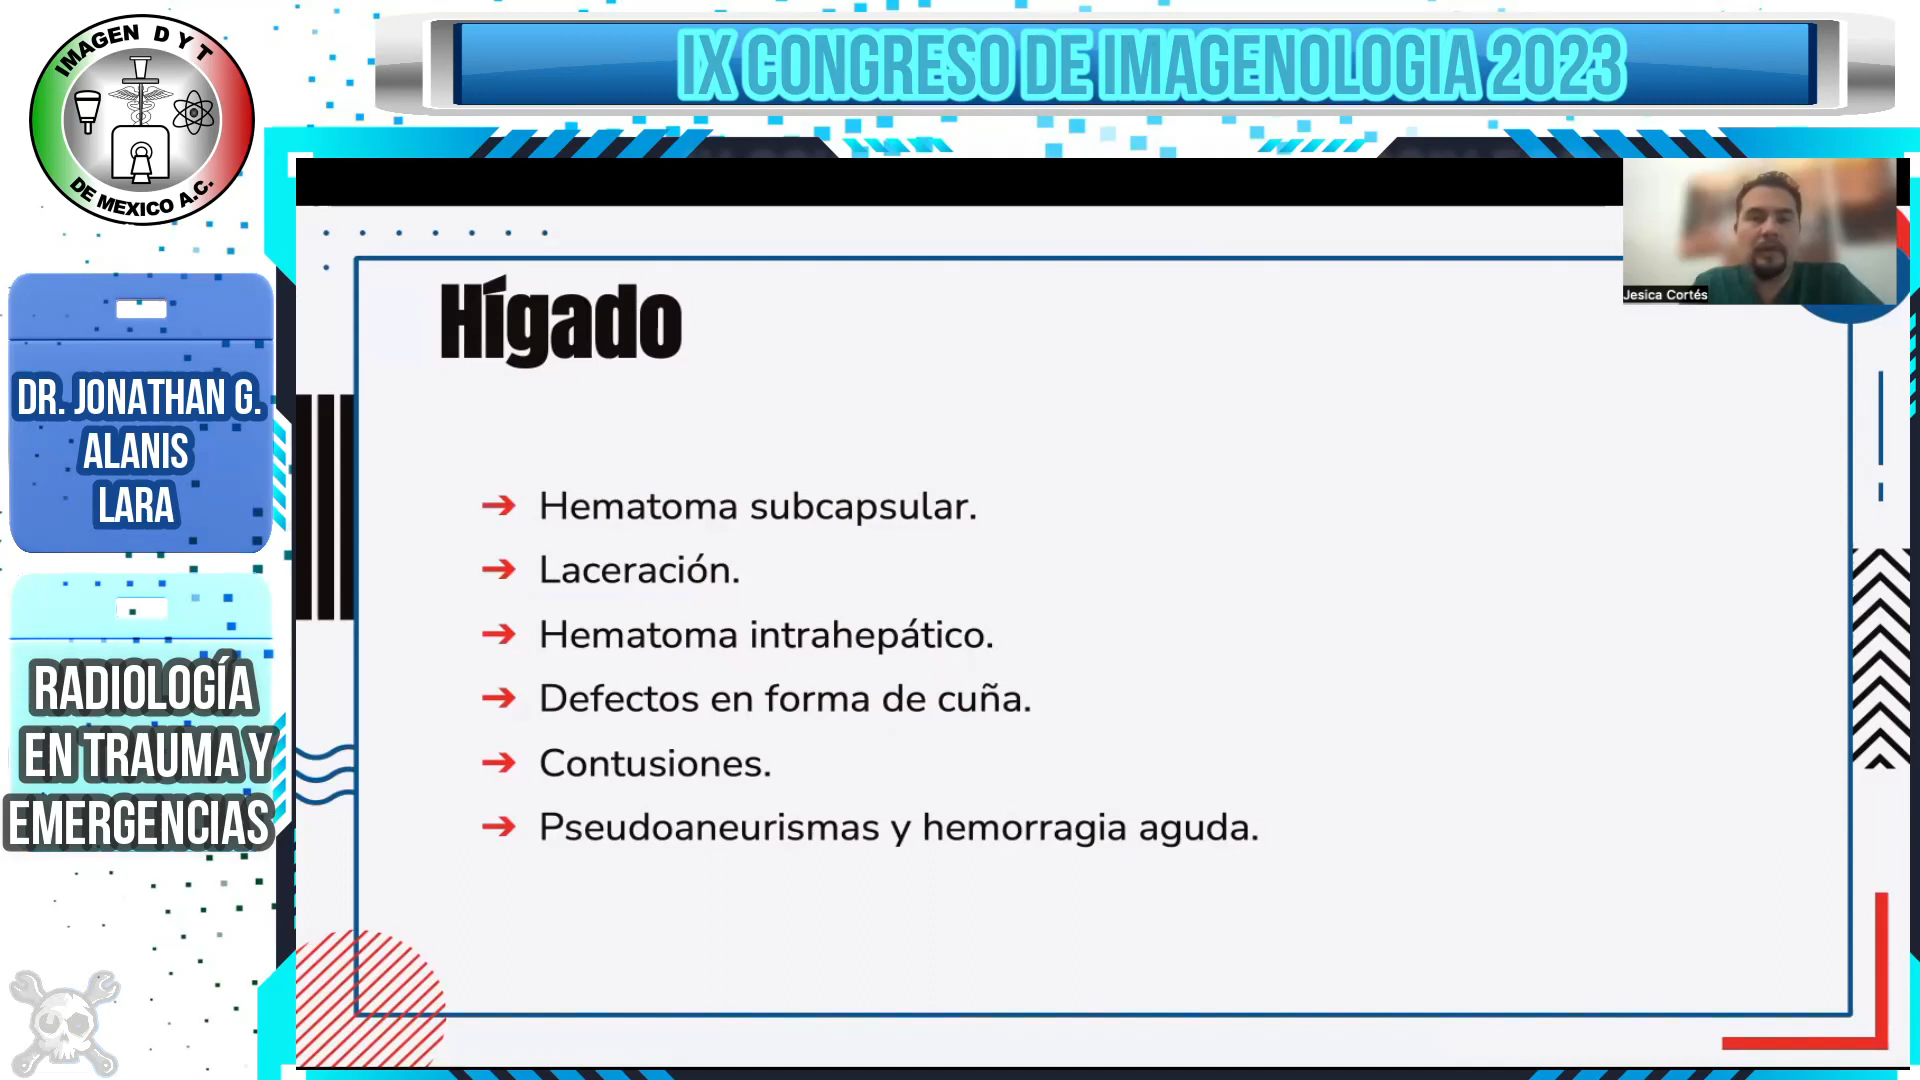 IMAGEN D Y T
DE MEXICO A.C.
IX CONGRESO DE IMAGENOLOGIA 2023
Jesica Cortés
DR. JONATHAN G.
ALANIS
LARA
RADIOLOGÍA
EN TRAUMA Y
EMERGENCIAS
Hígado
➔ Hematoma subcapsular.
➔ Laceración.
➔ Hematoma intrahepático.
➔ Defectos en forma de cuña.
➔ Contusiones.
➔ Pseudoaneurismas y hemorragia aguda.